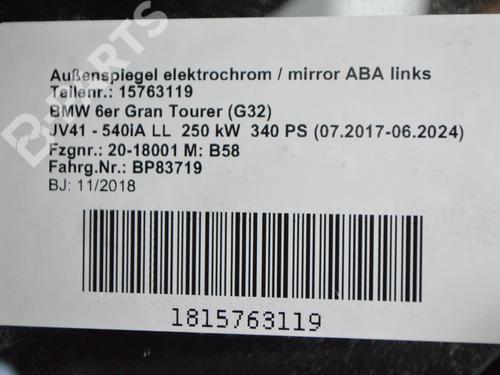 B-PARTS
Außenspiegel elektrochrom / mirror ABA links
Teilenr.: 15763119
BMW 6er Gran Tourer (G32)
JV41 - 540iA LL 250 kW 340 PS (07.2017-06.2024)
Fzgnr.: 20-18001 M: B58
Fahrg.Nr.: BP83719
BJ: 11/2018
1815763119